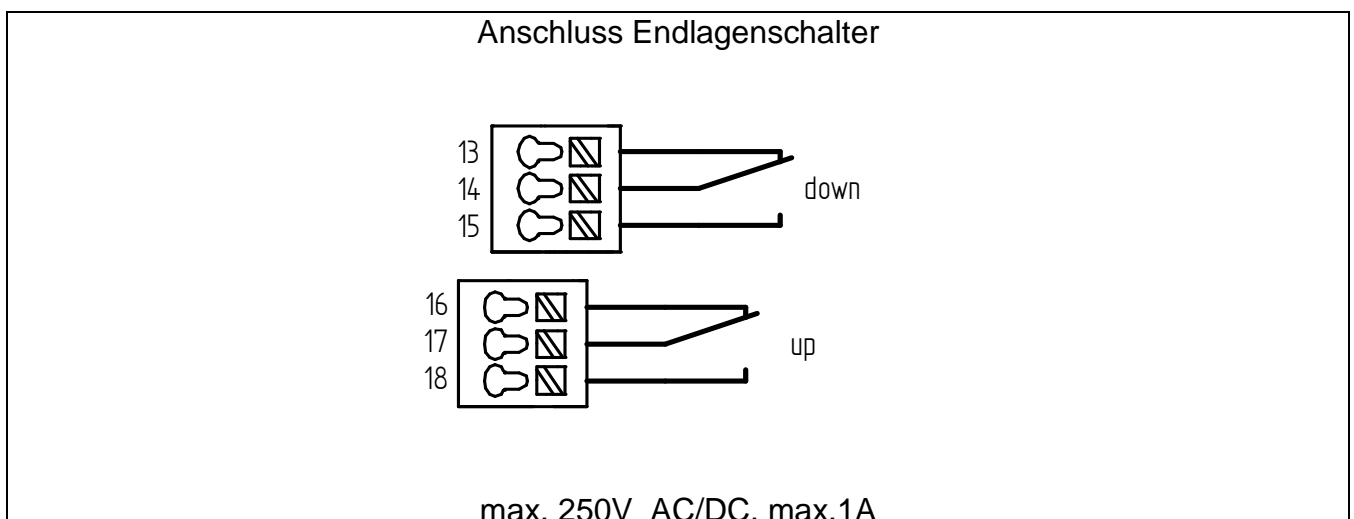 Anschluss Endlagenschalter
13
14
down
15
16
17
up
18
max. 250V AC/DC, max.1A